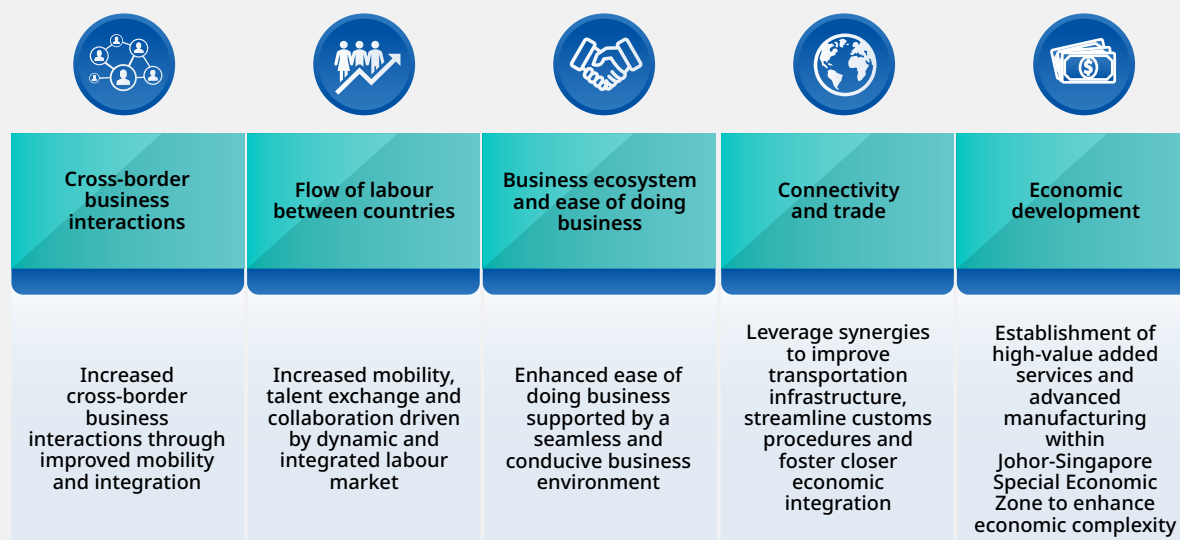 Cross-border
business
interactions
Flow of labour
between countries
Business ecosystem
and ease of doing
business
Connectivity
and trade
Economic
development
Increased
cross-border
business
interactions through
improved mobility
and integration
Increased mobility,
talent exchange and
collaboration driven
by dynamic and
integrated labour
market
Enhanced ease of
doing business
supported by a
seamless and
conducive business
environment
Leverage synergies
to improve
transportation
infrastructure,
streamline customs
procedures and
foster closer
economic
integration
Establishment of
high-value added
services and
advanced
manufacturing
within
Johor-Singapore
Special Economic
Zone to enhance
economic complexity